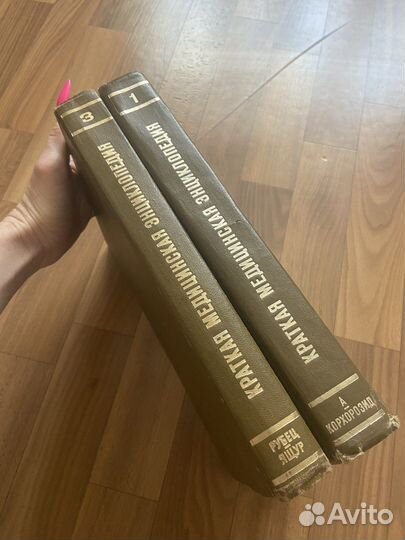 3
КРАТКАЯ МЕДИЦИНСКАЯ ЭНЦИКЛОПЕДИЯ
РУБЕЦ
–
ЯЩУР
1
КРАТКАЯ МЕДИЦИНСКАЯ ЭНЦИКЛОПЕДИЯ
А
–
КОРХОРОЗИД
Avito